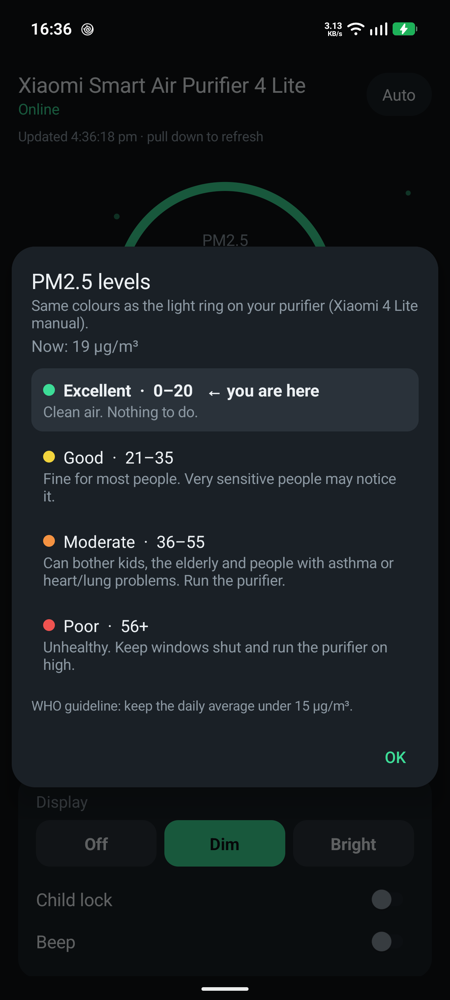 16:36
3.13
KB/s
Xiaomi Smart Air Purifier 4 Lite
Online
Auto
Updated 4:36:18 pm · pull down to refresh
PM2.5
PM2.5 levels
Same colours as the light ring on your purifier (Xiaomi 4 Lite
manual).
Now: 19 µg/m³
Excellent · 0–20 ← you are here
Clean air. Nothing to do.
Good · 21–35
Fine for most people. Very sensitive people may notice
it.
Moderate · 36–55
Can bother kids, the elderly and people with asthma or
heart/lung problems. Run the purifier.
Poor · 56+
Unhealthy. Keep windows shut and run the purifier on
high.
WHO guideline: keep the daily average under 15 µg/m³.
OK
Display
Off
Dim
Bright
Child lock
Beep